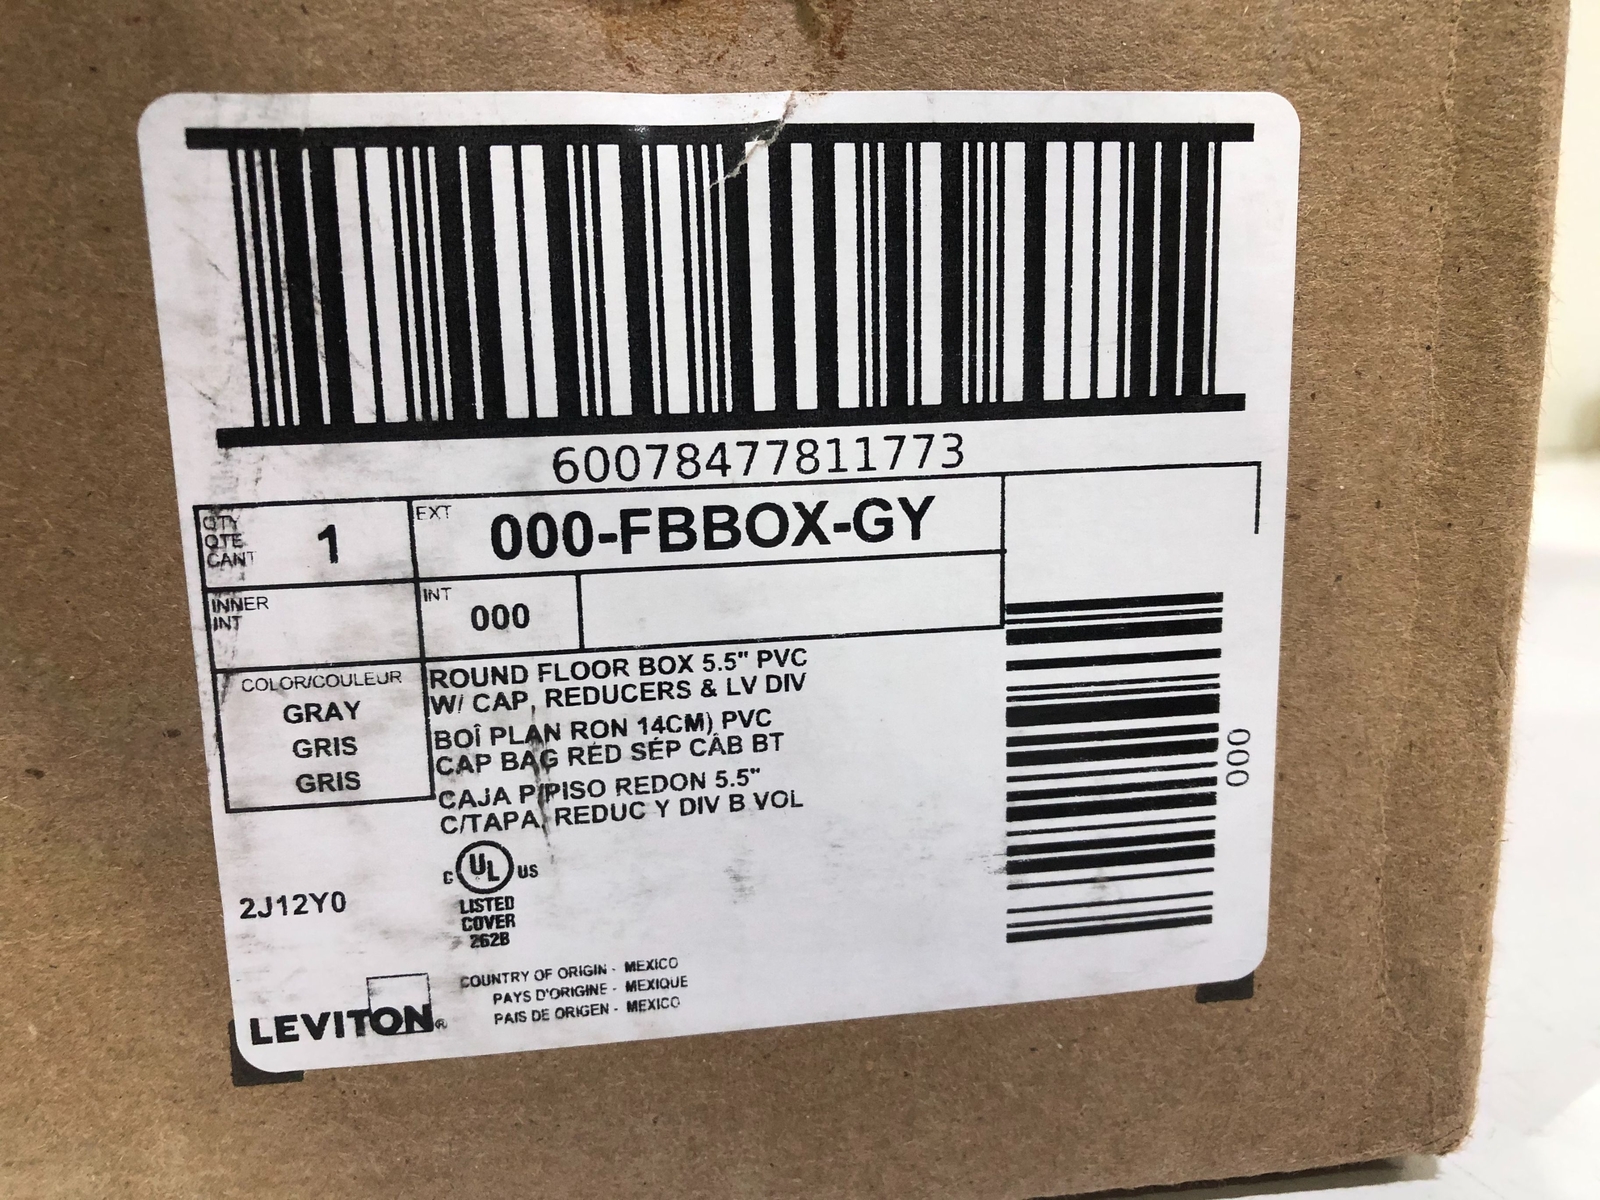 60078477811773
QTY
QTE
CANT
1
EXT
000-FBBOX-GY
INNER
INT
INT
000
COLOR/COULEUR
GRAY
GRIS
GRIS
ROUND FLOOR BOX 5.5" PVC
W/ CAP, REDUCERS & LV DIV
BOÎ PLAN RON 14CM) PVC
CAP BAG RÉD SÉP CÂB BT
CAJA P/PISO REDON 5.5"
C/TAPA, REDUC Y DIV B VOL
000
2J12Y0
C UL US
LISTED
COVER
262B
COUNTRY OF ORIGIN - MEXICO
PAYS D'ORIGINE - MEXIQUE
PAIS DE ORIGEN - MEXICO
LEVITON®